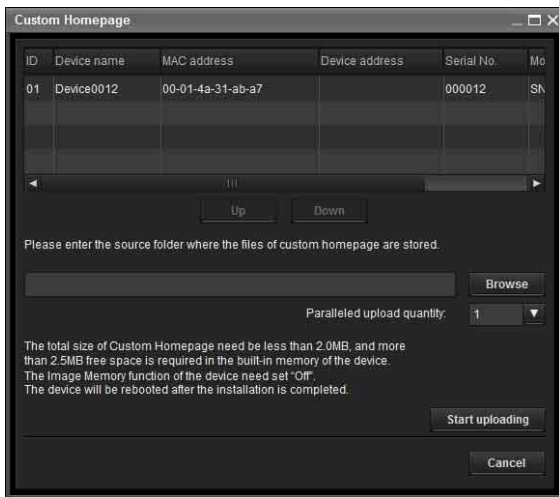 Custom Homepage
ID Device name MAC address Device address Serial No. Mo
01 Device0012 00-01-4a-31-ab-a7 000012 SN
Up Down
Please enter the source folder where the files of custom homepage are stored.
Browse
Paralleled upload quantity: 1
The total size of Custom Homepage need be less than 2.0MB, and more
than 2.5MB free space is required in the built-in memory of the device.
The Image Memory function of the device need set "Off".
The device will be rebooted after the installation is completed.
Start uploading
Cancel